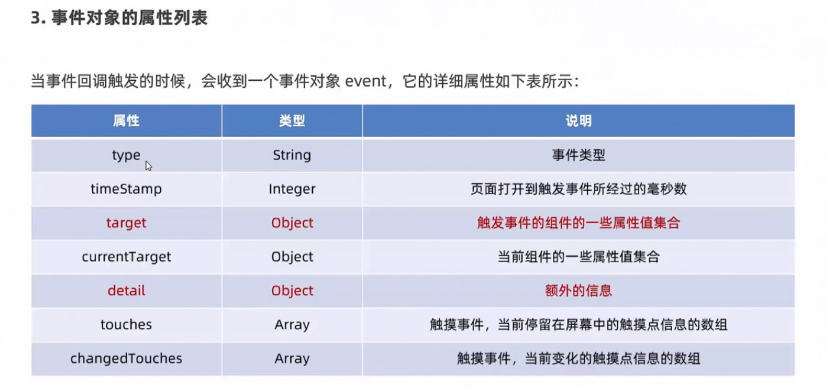 3. 事件对象的属性列表
当事件回调触发的时候，会收到一个事件对象 event，它的详细属性如下表所示：
属性 类型 说明
type String 事件类型
timeStamp Integer 页面打开到触发事件所经过的毫秒数
target Object 触发事件的组件的一些属性值集合
currentTarget Object 当前组件的一些属性值集合
detail Object 额外的信息
touches Array 触摸事件，当前停留在屏幕中的触摸点信息的数组
changedTouches Array 触摸事件，当前变化的触摸点信息的数组